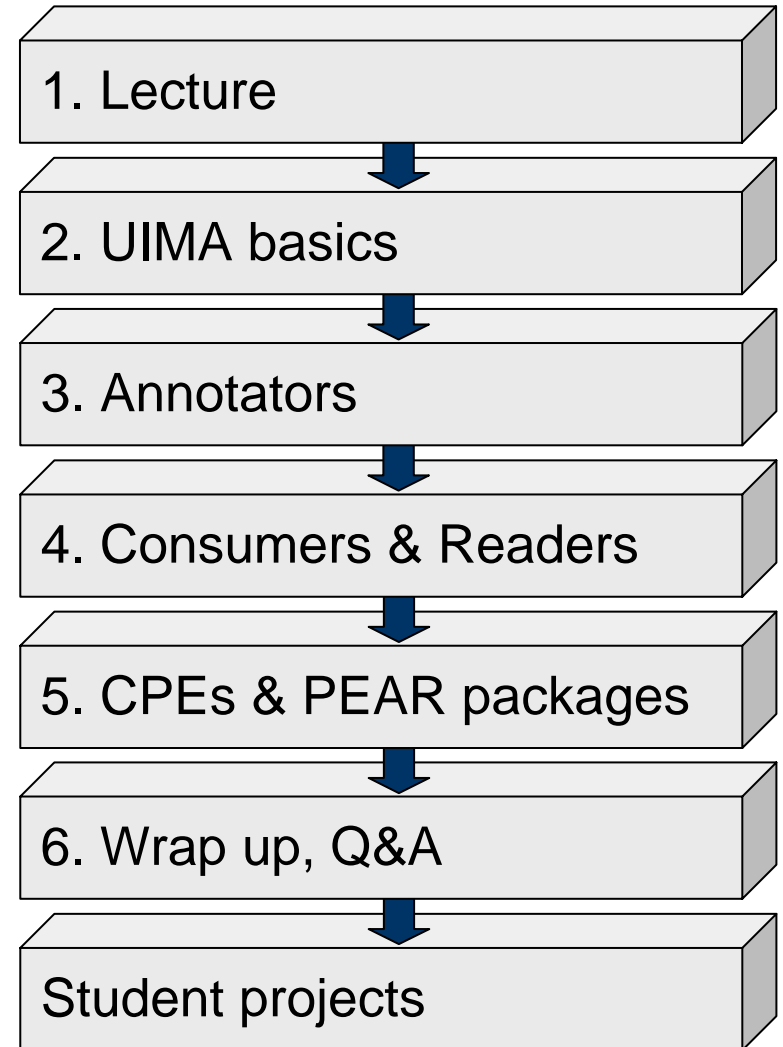 1. Lecture
2. UIMA basics
3. Annotators
4. Consumers & Readers
5. CPEs & PEAR packages
6. Wrap up, Q&A
Student projects